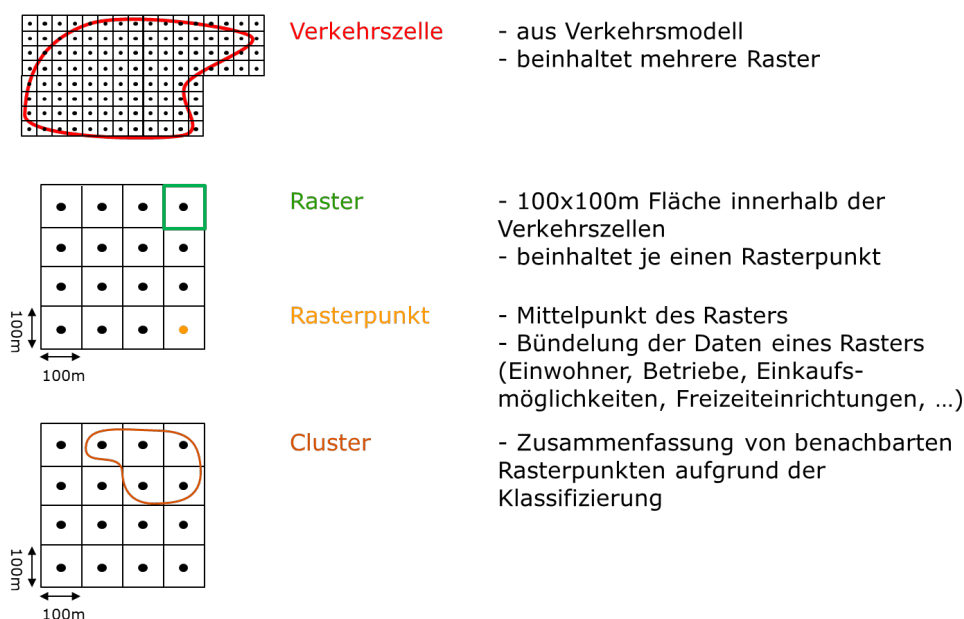 Verkehrszelle
- aus Verkehrsmodell
- beinhaltet mehrere Raster
Raster
- 100x100m Fläche innerhalb der
Verkehrszellen
- beinhaltet je einen Rasterpunkt
100m
100m
Rasterpunkt
- Mittelpunkt des Rasters
- Bündelung der Daten eines Rasters
(Einwohner, Betriebe, Einkaufs-
möglichkeiten, Freizeiteinrichtungen, …)
Cluster
- Zusammenfassung von benachbarten
Rasterpunkten aufgrund der
Klassifizierung
100m
100m